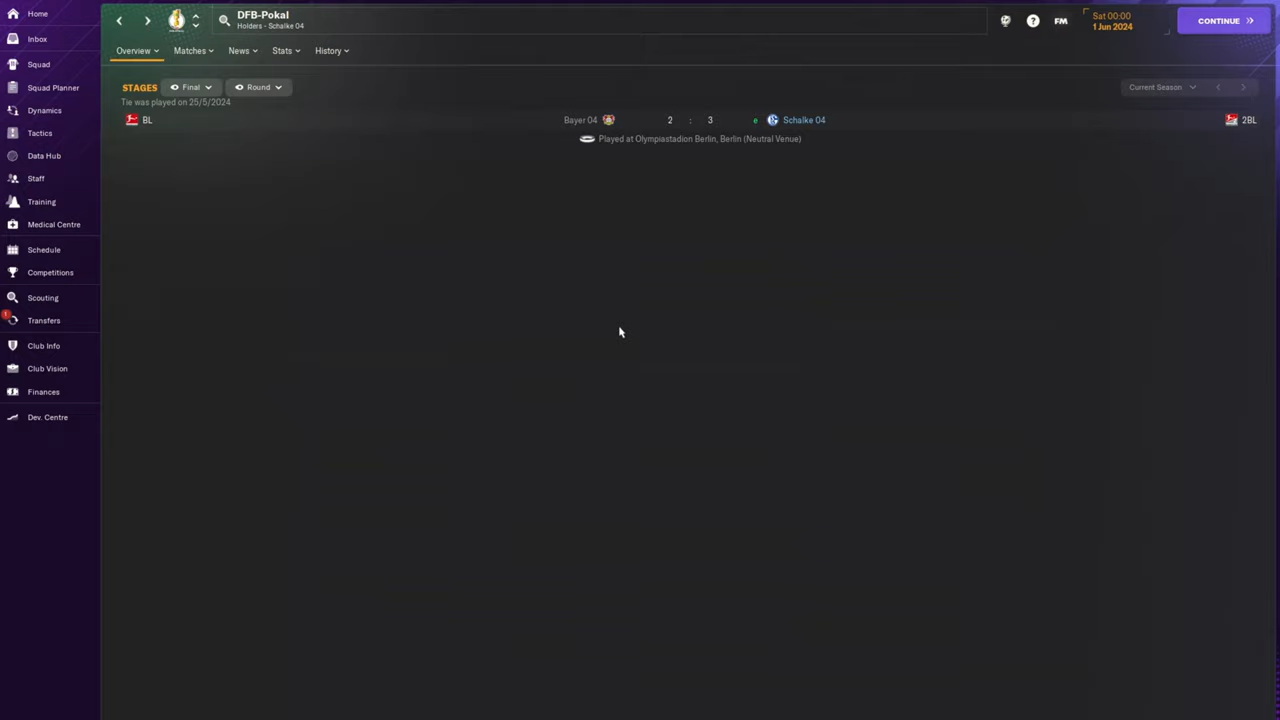 Home
Inbox
Squad
Squad Planner
Dynamics
Tactics
Data Hub
Staff
Training
Medical Centre
Schedule
Competitions
Scouting
1
Transfers
Club Info
Club Vision
Finances
Dev. Centre
DFB-Pokal
Holders - Schalke 04
?
FM
Sat 00:00
1 Jun 2024
CONTINUE
Overview Matches News Stats History
STAGES Final Round Current Season
Tie was played on 25/5/2024
BL Bayer 04 2 : 3 e Schalke 04 2BL
Played at Olympiastadion Berlin, Berlin (Neutral Venue)